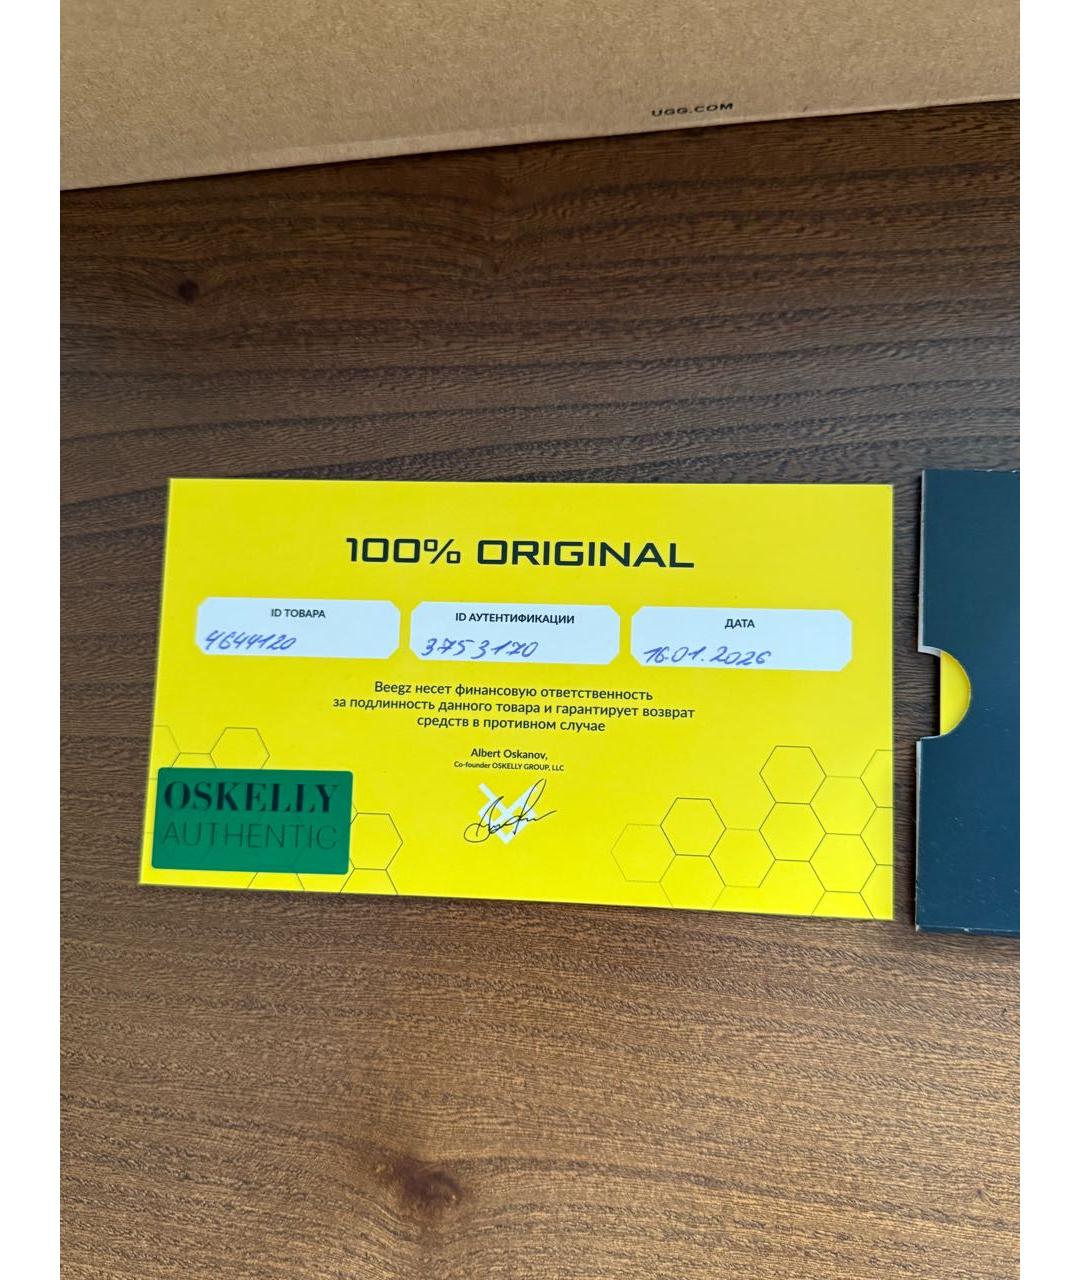 UGG.COM
100% ORIGINAL
ID ТОВАРА
4644120
ID АУТЕНТИФИКАЦИИ
3753170
ДАТА
16.01.2026
Beegz несет финансовую ответственность
за подлинность данного товара и гарантирует возврат
средств в противном случае
Albert Oskanov,
Co-founder OSKELLY GROUP, LLC
OSKELLY
AUTHENTIC